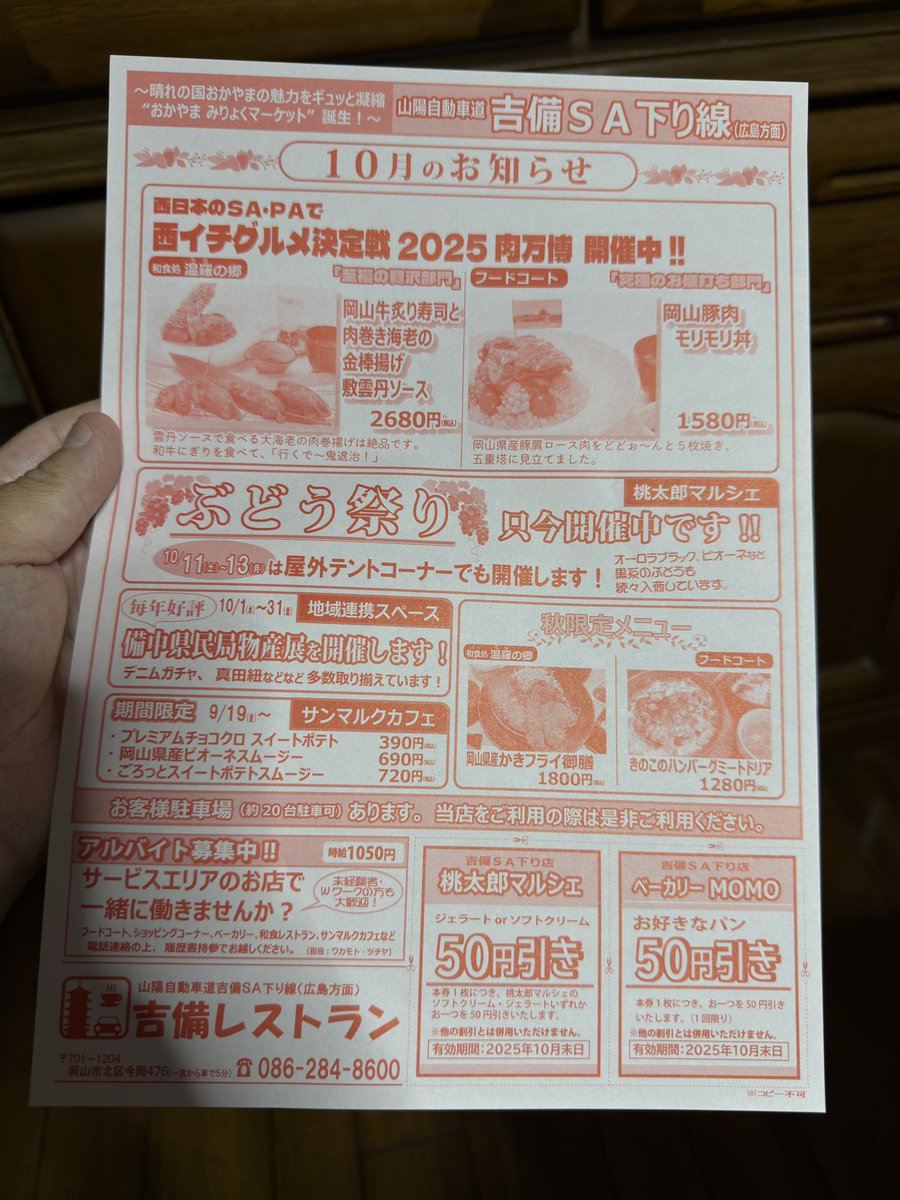 ～晴れの国おかやまの魅力をギュッと凝縮
“おかやま みりょくマーケット” 誕生！～
山陽自動車道 吉備SA下り線(広島方面)
10月のお知らせ
西日本のSA・PAで
西イチグルメ決定戦 2025 肉万博 開催中!!
和食処 温羅の郷
『至福の贅沢部門』
岡山牛炙り寿司と
肉巻き海老の
金棒揚げ
敷雲丹ソース
2680円(税込)
雲丹ソースで食べる大海老の肉巻揚げは絶品です。
和牛にぎりを食べて、「行くで～鬼退治！」
フードコート
『究極のお値打ち部門』
岡山豚肉
モリモリ丼
1580円(税込)
岡山県産豚肩ロース肉をどどぉ～んと5枚焼き、
五重塔に見立てました。
ぶどう祭り
桃太郎マルシェ
只今開催中です!!
10/11(土)~13(月)は屋外テントコーナーでも開催します！
オーロラブラック、ピオーネなど
黒系のぶどうも
続々入荷しています。
毎年好評
10/1(水)～31(金)
地域連携スペース
備中県民局物産展を開催します！
デニムガチャ、真田紐などなど多数取り揃えています！
期間限定 9/19(金)～ サンマルクカフェ
・プレミアムチョコクロ スイートポテト 390円(税込)
・岡山県産ピオーネスムージー 690円(税込)
・ごろっとスイートポテトスムージー 720円(税込)
秋限定メニュー
和食処 温羅の郷
岡山県産かきフライ御膳
1800円(税込)
フードコート
きのこのハンバーグミートドリア
1280円(税込)
お客様駐車場（約20台駐車可）あります。当店をご利用の際は是非ご利用ください。
アルバイト募集中!!
時給1050円
サービスエリアのお店で
一緒に働きませんか？
未経験者・
Wワークの方も
大歓迎！
フードコート、ショッピングコーナー、ベーカリー、和食レストラン、サンマルクカフェなど
電話連絡の上、履歴書持参でお越しください。（担当：ワカモト・ツチヤ）
山陽自動車道吉備SA下り線(広島方面)
吉備レストラン
〒701－1204
岡山市北区今岡476(一宮から車で5分)
☎086-284-8600
吉備SA下り店
桃太郎マルシェ
ジェラート or ソフトクリーム
50円引き
本券1枚につき、桃太郎マルシェの
ソフトクリーム・ジェラートいずれか
お一つを50円引きいたします。
※他の割引とは併用いただけません。
有効期間：2025年10月末日
吉備SA下り店
ベーカリー MOMO
お好きなパン
50円引き
本券1枚につき、お一つを50円引き
いたします。（1回限り）
※他の割引とは併用いただけません。
有効期間：2025年10月末日
※コピー不可